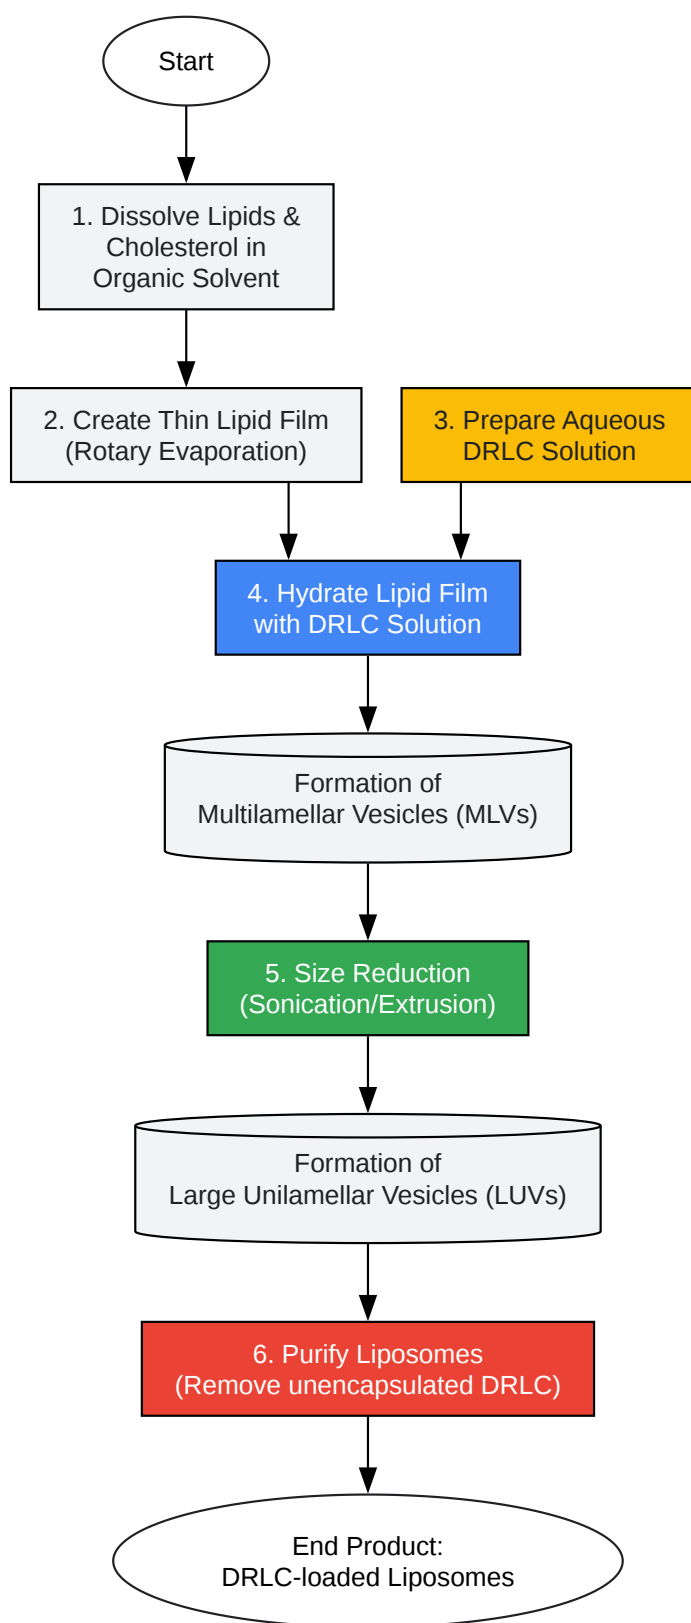 Start
1. Dissolve Lipids &
Cholesterol in
Organic Solvent
2. Create Thin Lipid Film
(Rotary Evaporation)
3. Prepare Aqueous
DRLC Solution
4. Hydrate Lipid Film
with DRLC Solution
Formation of
Multilamellar Vesicles (MLVs)
5. Size Reduction
(Sonication/Extrusion)
Formation of
Large Unilamellar Vesicles (LUVs)
6. Purify Liposomes
(Remove unencapsulated DRLC)
End Product:
DRLC-loaded Liposomes